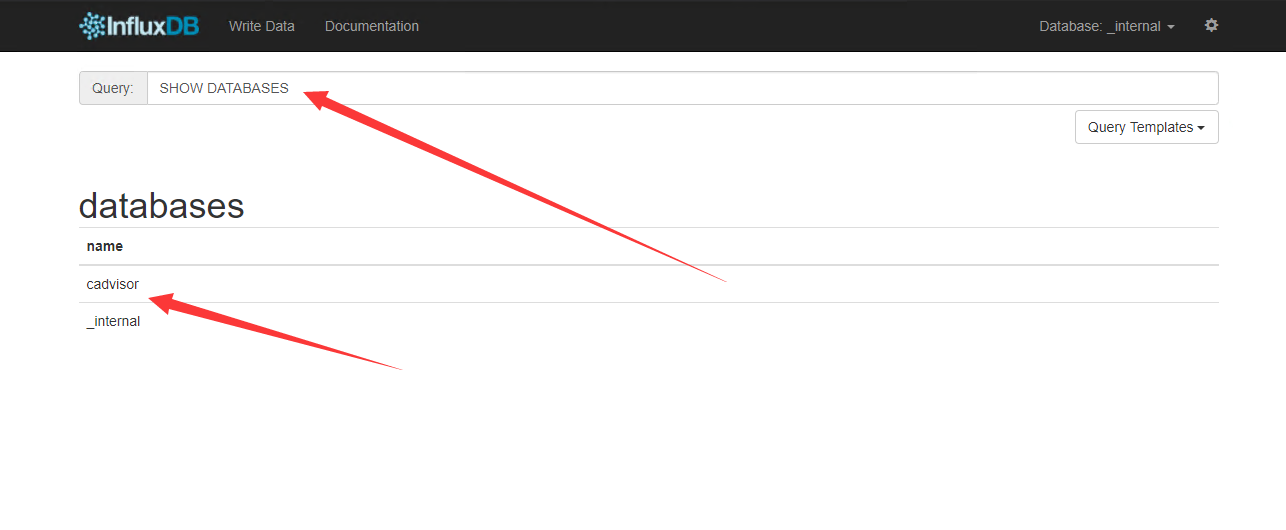 InfluxDB Write Data Documentation Database: _internal
Query: SHOW DATABASES
Query Templates
databases
name
cadvisor
_internal